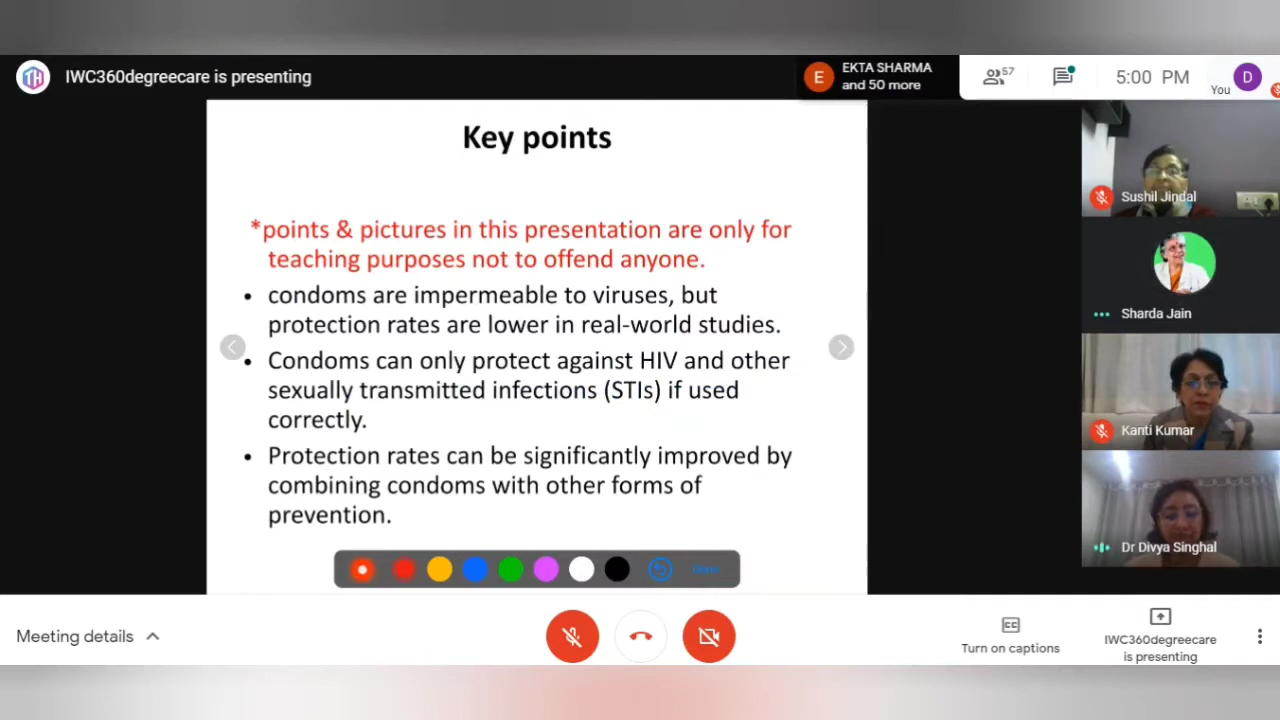 IWC360degreecare is presenting
E
EKTA SHARMA
and 50 more
57
5:00 PM
You
D
Key points
*points & pictures in this presentation are only for
teaching purposes not to offend anyone.
• condoms are impermeable to viruses, but
protection rates are lower in real-world studies.
• Condoms can only protect against HIV and other
sexually transmitted infections (STIs) if used
correctly.
• Protection rates can be significantly improved by
combining condoms with other forms of
prevention.
Sushil Jindal
Sharda Jain
Kanti Kumar
Dr Divya Singhal
Meeting details
CC
Turn on captions
IWC360degreecare
is presenting